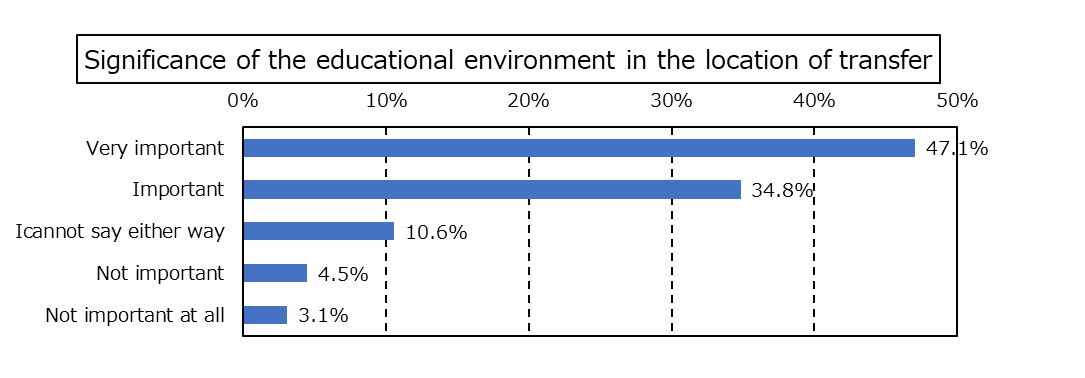 Significance of the educational environment in the location of transfer
0% 10% 20% 30% 40% 50%
Very important 47.1%
Important 34.8%
Icannot say either way 10.6%
Not important 4.5%
Not important at all 3.1%